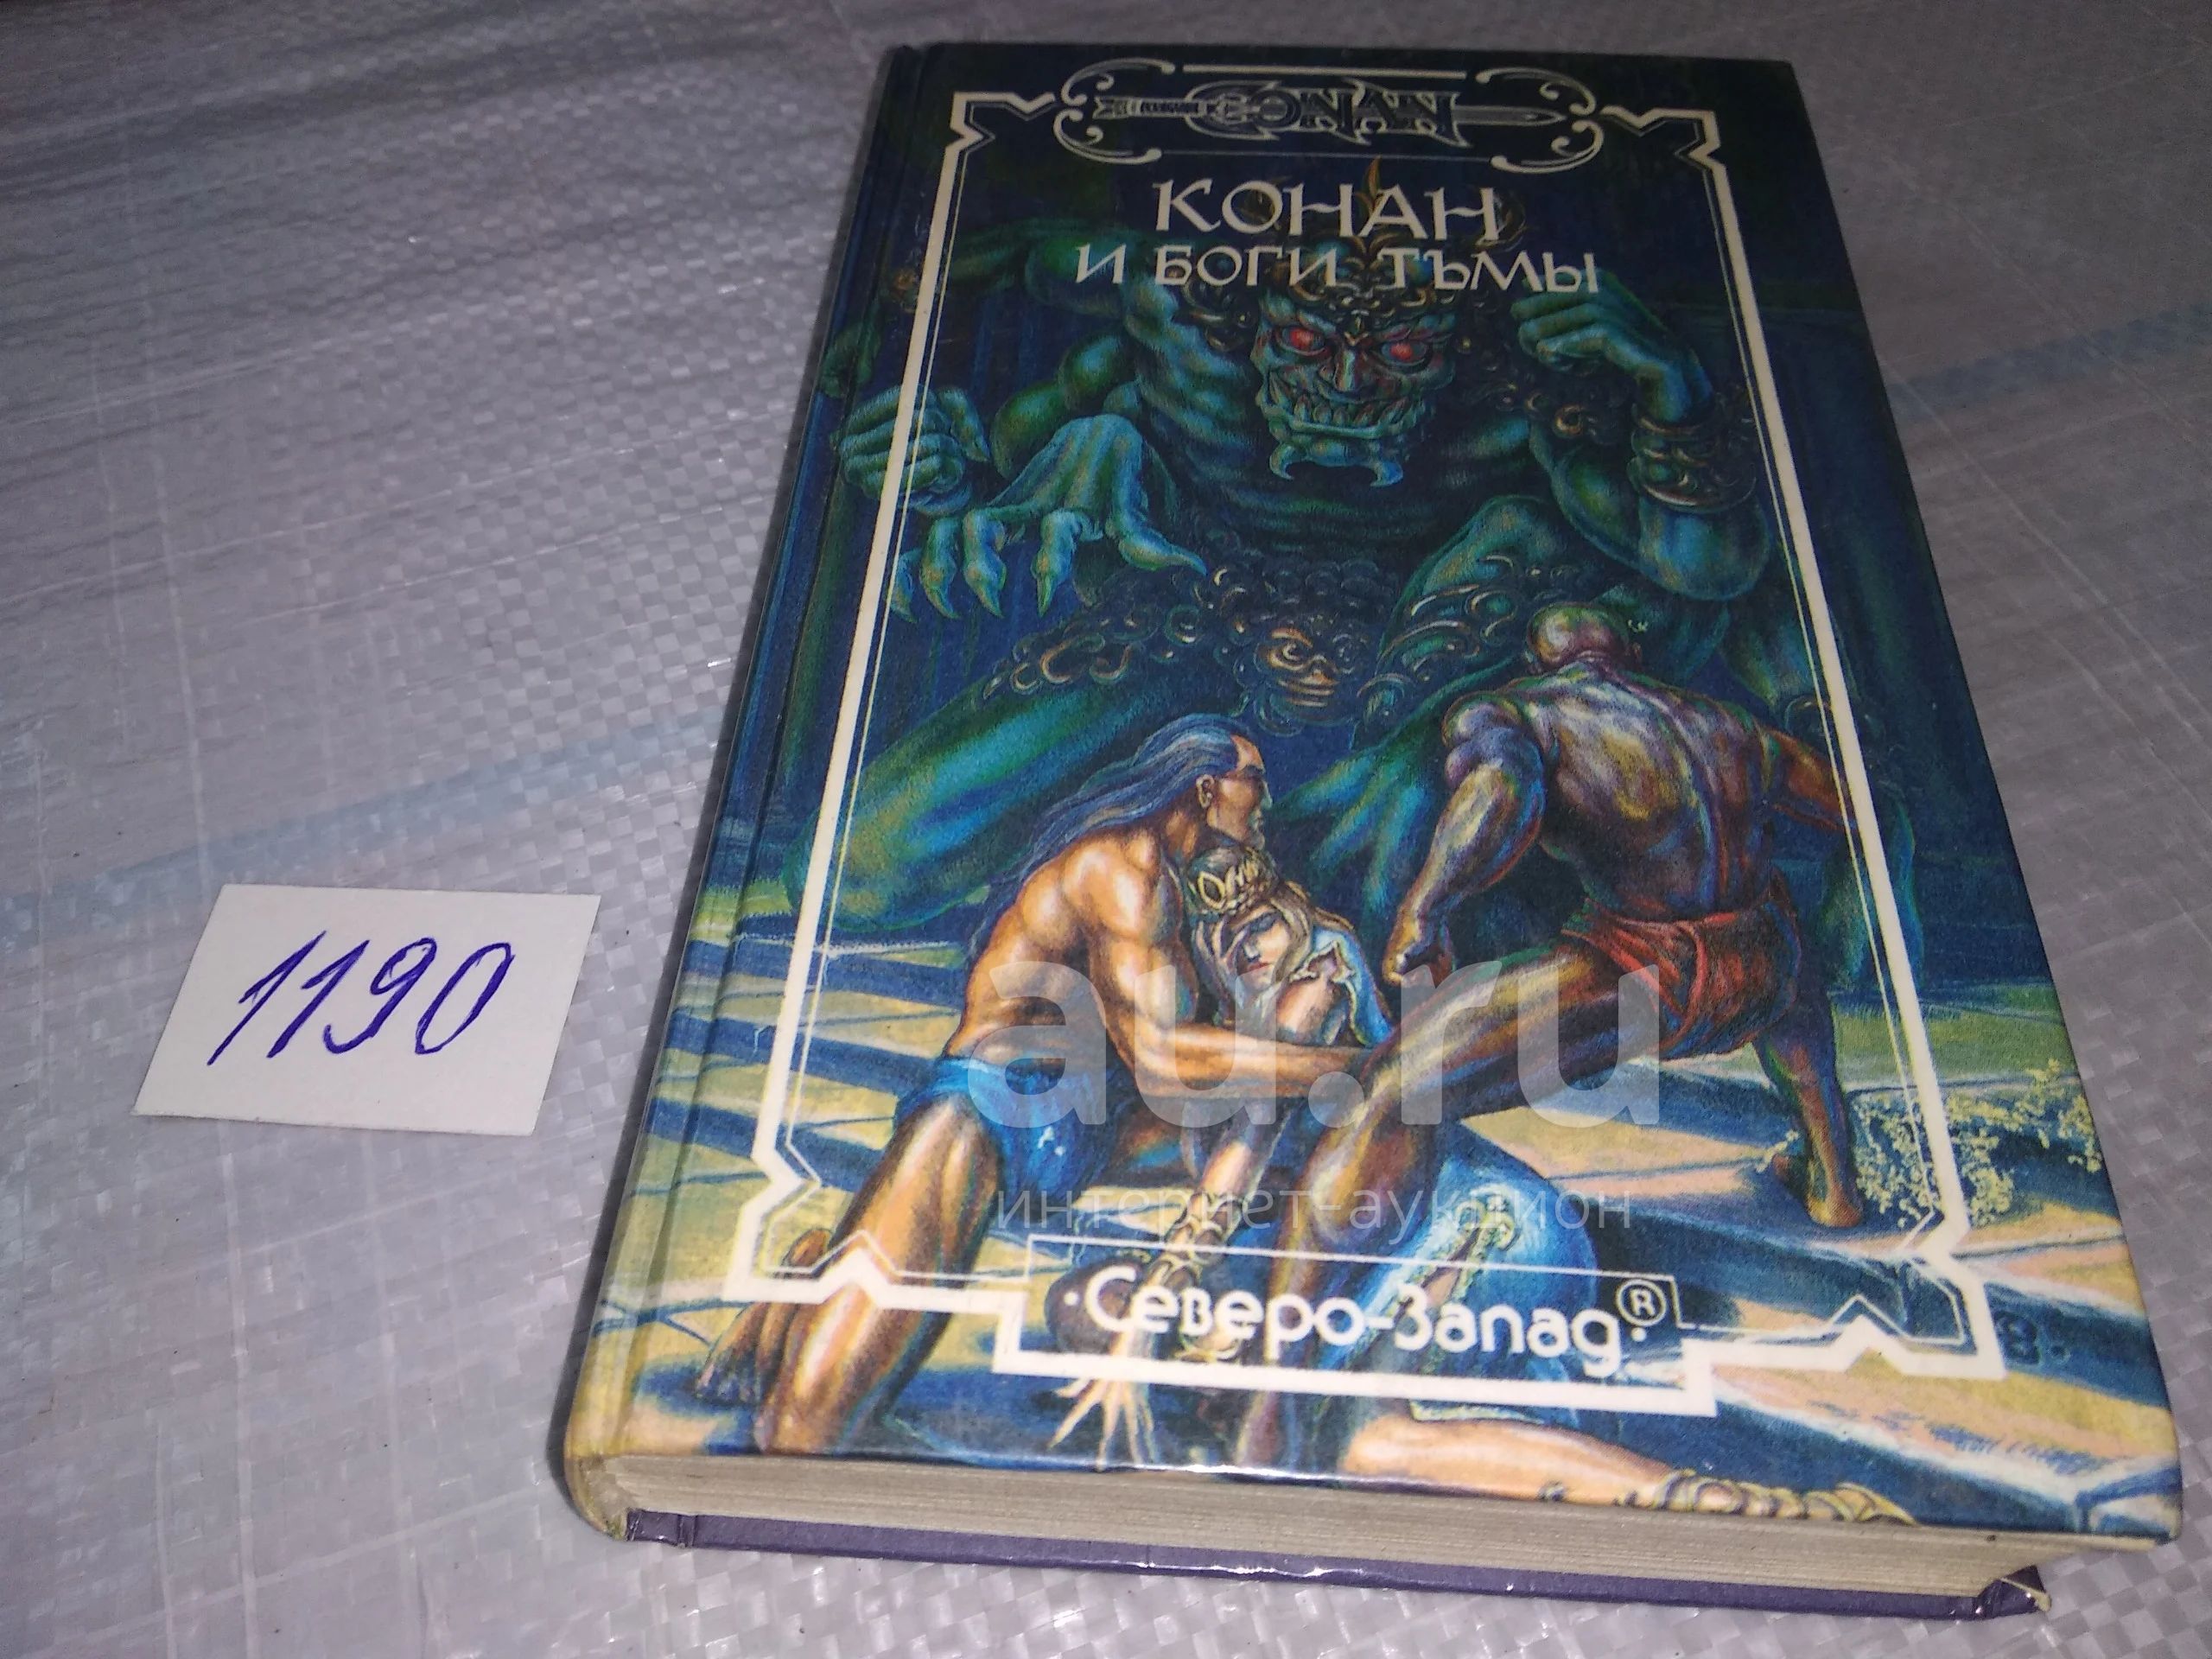 CONAN
КОНАН
И БОГИ ТЬМЫ
1190
au.ru
интернет-аукцион
·Северо-Запад·®